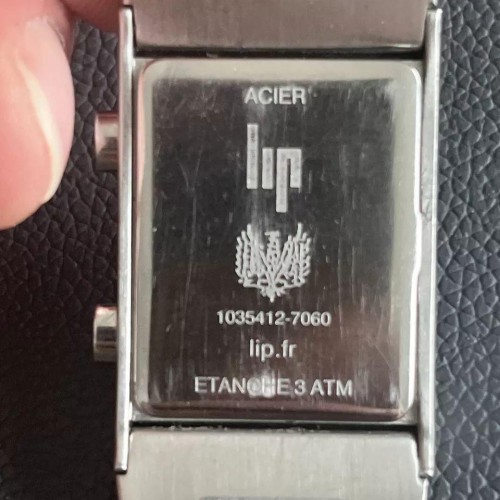 ACIER
lip
1035412-7060
lip.fr
ETANCHE 3 ATM